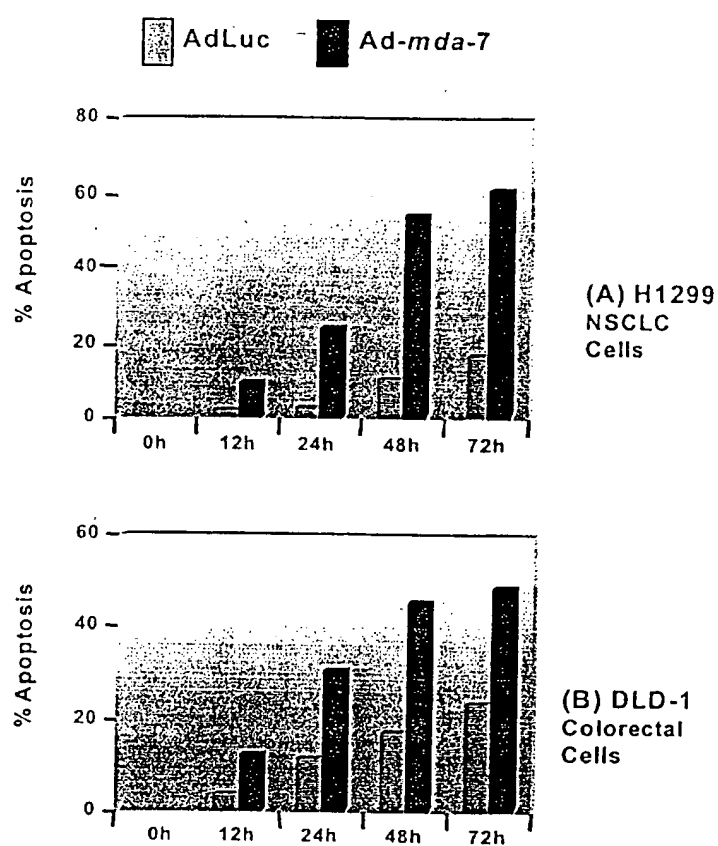 AdLuc Ad-mda-7
80
60
40
20
0
% Apoptosis
0h 12h 24h 48h 72h
(A) H1299
NSCLC
Cells
60
40
20
0
% Apoptosis
0h 12h 24h 48h 72h
(B) DLD-1
Colorectal
Cells